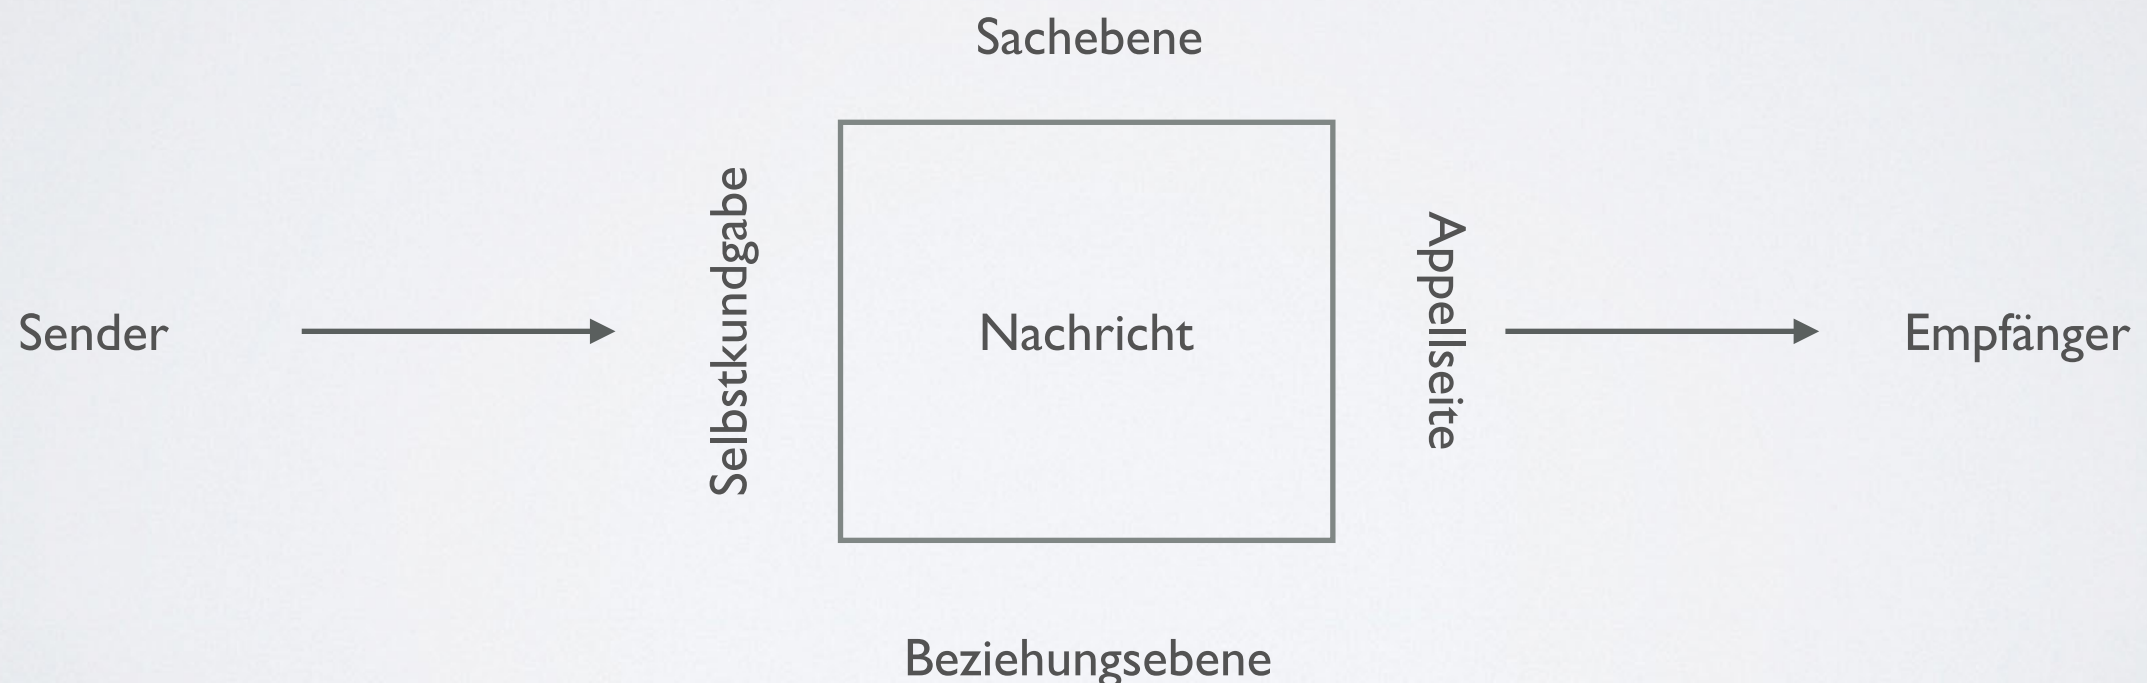 Sachebene
Sender
Selbstkundgabe
Nachricht
Appellseite
Empfänger
Beziehungsebene